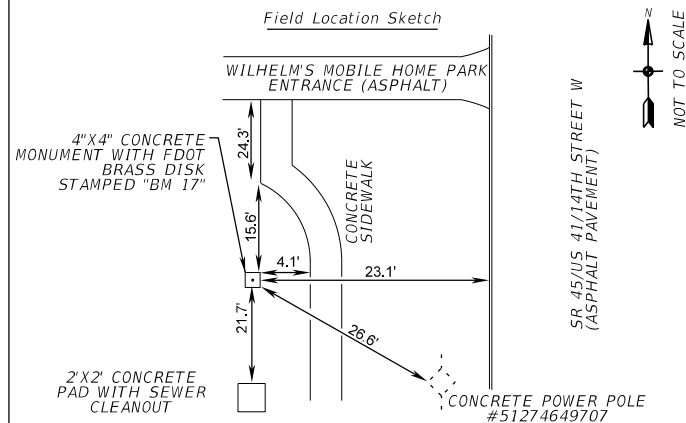 Field Location Sketch
N
NOT TO SCALE
WILHELM'S MOBILE HOME PARK
ENTRANCE (ASPHALT)
SR 45/US 41/14TH STREET W
(ASPHALT PAVEMENT)
4"X4" CONCRETE
MONUMENT WITH FDOT
BRASS DISK
STAMPED "BM 17"
24.3'
CONCRETE
SIDEWALK
15.6'
4.1'
23.1'
21.7'
26.6'
2'X2' CONCRETE
PAD WITH SEWER
CLEANOUT
CONCRETE POWER POLE
#51274649707